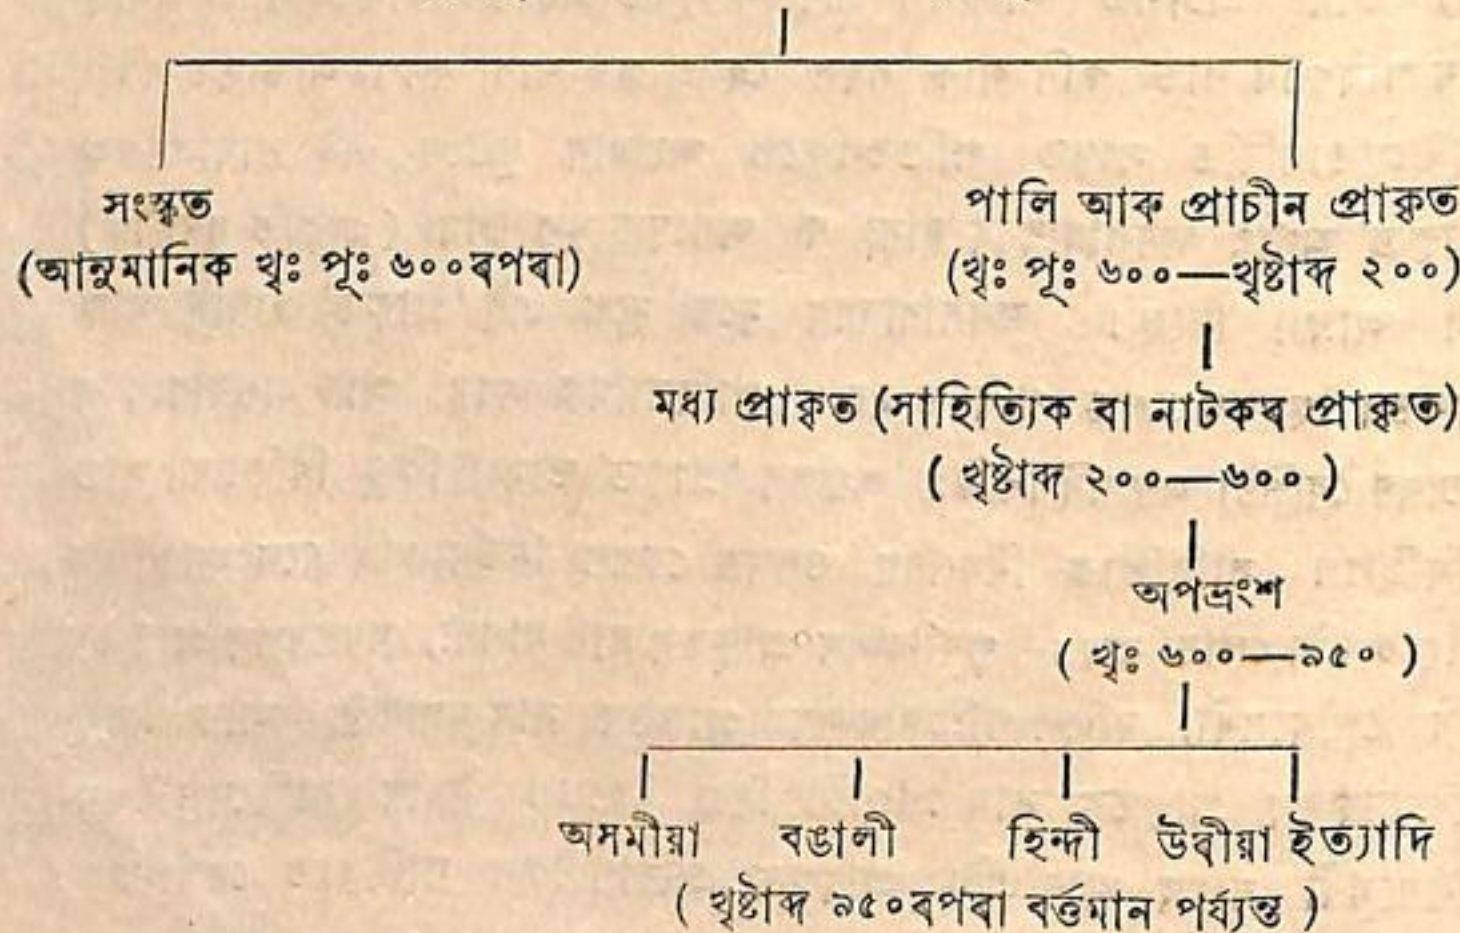 সংস্কৃত
পালি আৰু প্ৰাচীন প্ৰাকৃত
(আনুমানিক খৃঃ পূঃ ৬০০ৰপৰা)
(খৃঃ পূঃ ৬০০—খৃষ্টাব্দ ২০০)
মধ্য প্ৰাকৃত (সাহিত্যিক বা নাটকৰ প্ৰাকৃত)
( খৃষ্টাব্দ ২০০—৬০০ )
অপভ্ৰংশ
( খৃঃ ৬০০—৯৫০ )
অসমীয়া বঙালী হিন্দী উৰীয়া ইত্যাদি
( খৃষ্টাব্দ ৯৫০ৰপৰা বৰ্ত্তমান পৰ্য্যন্ত )